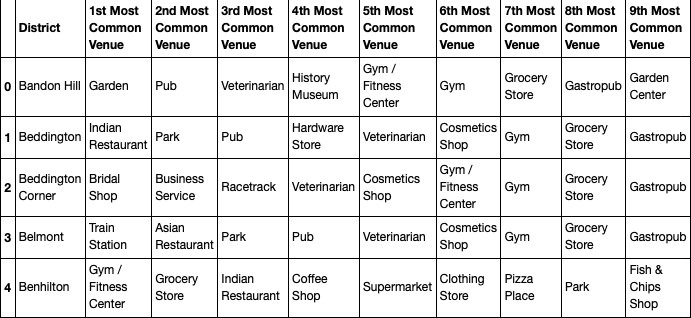 District 1st Most Common Venue 2nd Most Common Venue 3rd Most Common Venue 4th Most Common Venue 5th Most Common Venue 6th Most Common Venue 7th Most Common Venue 8th Most Common Venue 9th Most Common Venue
0 Bandon Hill Garden Pub Veterinarian History Museum Gym / Fitness Center Gym Grocery Store Gastropub Garden Center
1 Beddington Indian Restaurant Park Pub Hardware Store Veterinarian Cosmetics Shop Gym Grocery Store Gastropub
2 Beddington Corner Bridal Shop Business Service Racetrack Veterinarian Cosmetics Shop Gym / Fitness Center Gym Grocery Store Gastropub
3 Belmont Train Station Asian Restaurant Park Pub Veterinarian Cosmetics Shop Gym Grocery Store Gastropub
4 Benhilton Gym / Fitness Center Grocery Store Indian Restaurant Coffee Shop Supermarket Clothing Store Pizza Place Park Fish & Chips Shop